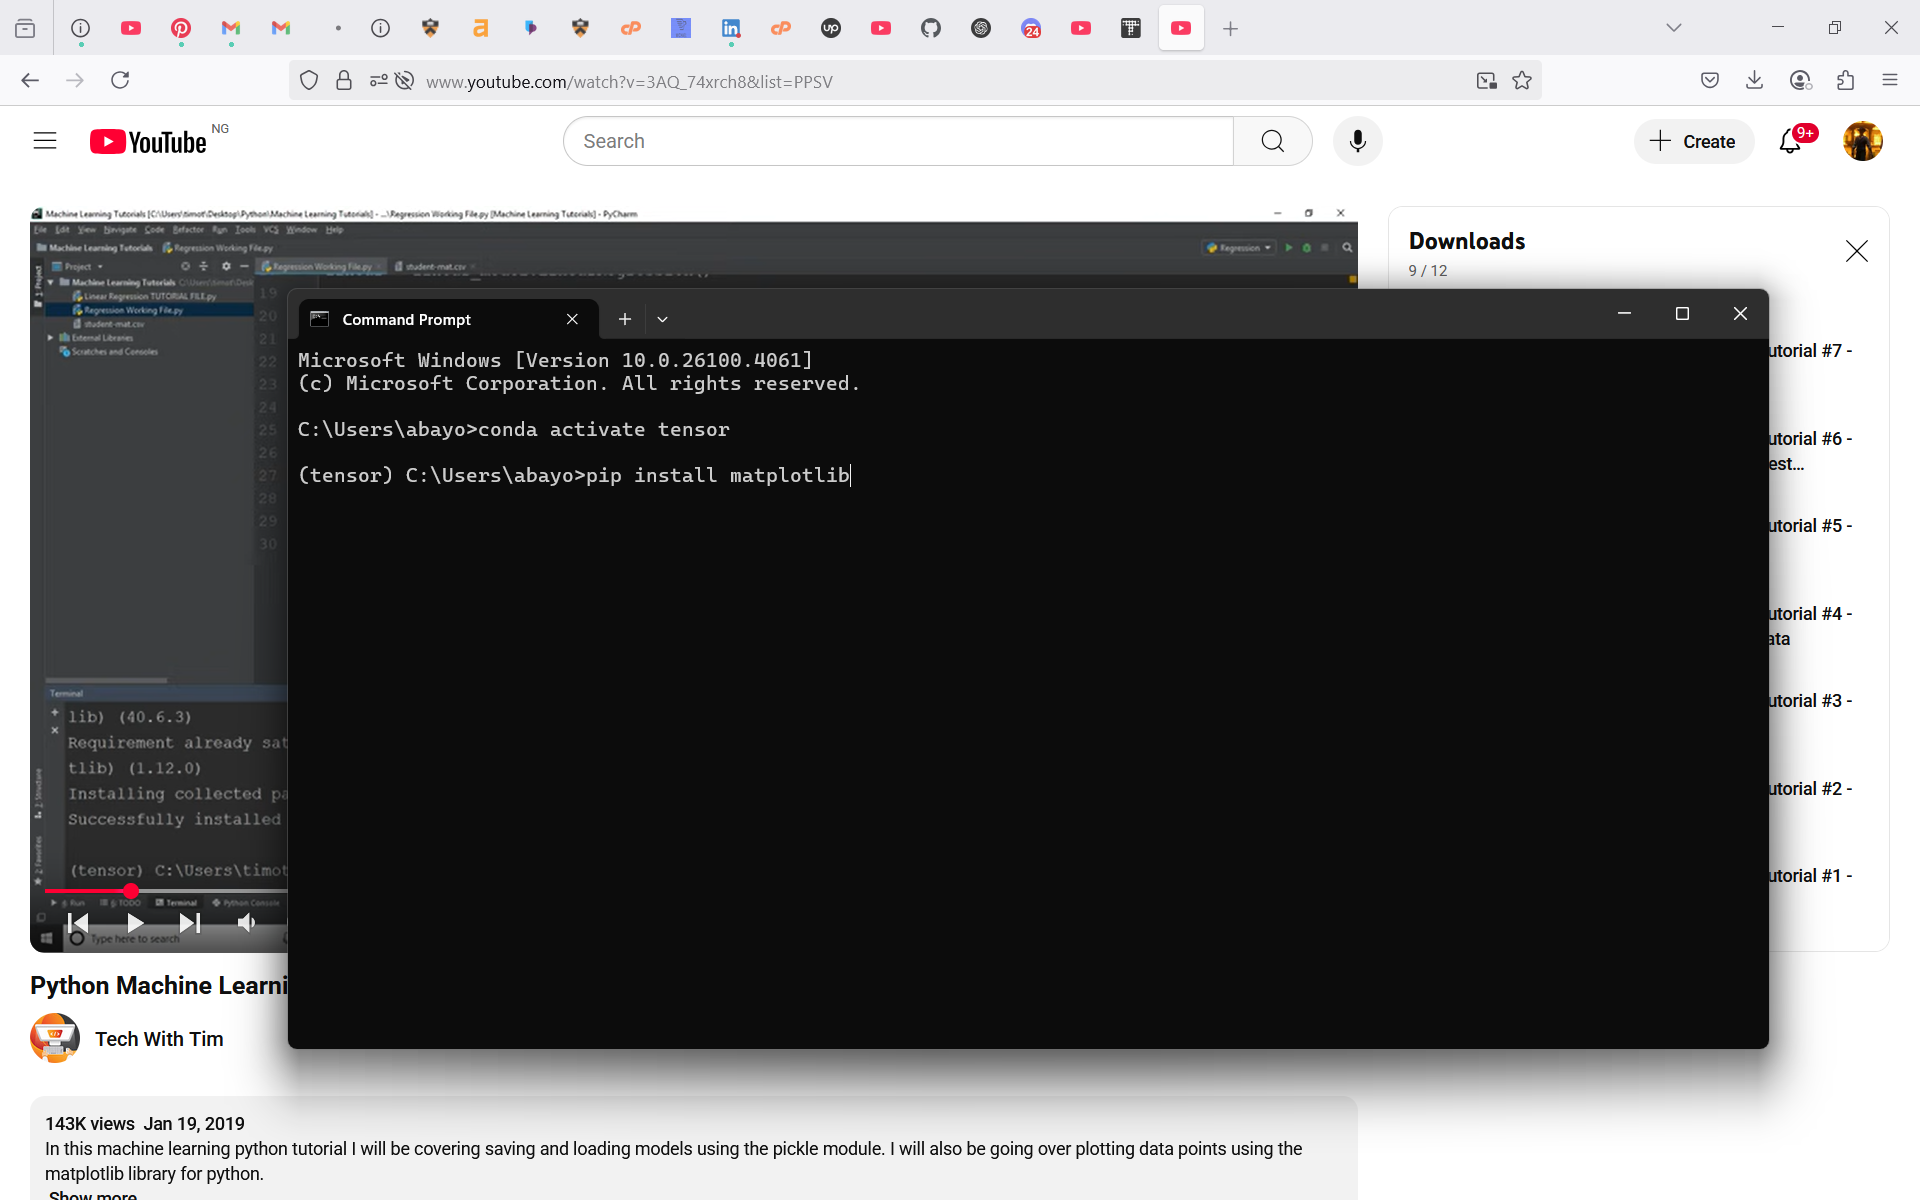 24
www.youtube.com/watch?v=3AQ_74xrch8&list=PPSV
YouTube NG
Search
Create
9+
Machine Learning Tutorials [C:\Users\timot\Desktop\Python\Machine Learning Tutorials] - ...\Regression Working File.py [Machine Learning Tutorials] - PyCharm
File Edit View Navigate Code Refactor Run Tools VCS Window Help
Machine Learning Tutorials Regression Working File.py
Regression
Project
Regression Working File.py
student-mat.csv
Machine Learning Tutorials
Linear Regression TUTORIAL FILE.py
Regression Working File.py
student-mat.csv
External Libraries
Scratches and Consoles
19
20
21
22
23
24
25
26
27
28
29
30
Downloads
9 / 12
Command Prompt
Microsoft Windows [Version 10.0.26100.4061]
(c) Microsoft Corporation. All rights reserved.
C:\Users\abayo>conda activate tensor
(tensor) C:\Users\abayo>pip install matplotlib
utorial #7 -
utorial #6 -
est...
utorial #5 -
utorial #4 -
ata
utorial #3 -
utorial #2 -
utorial #1 -
Terminal
lib) (40.6.3)
Requirement already sat
tlib) (1.12.0)
Installing collected pa
Successfully installed
(tensor) C:\Users\timot
Run TODO Terminal Python Console
Type here to search
Python Machine Learni
Tech With Tim
143K views Jan 19, 2019
In this machine learning python tutorial I will be covering saving and loading models using the pickle module. I will also be going over plotting data points using the
matplotlib library for python.
Show more